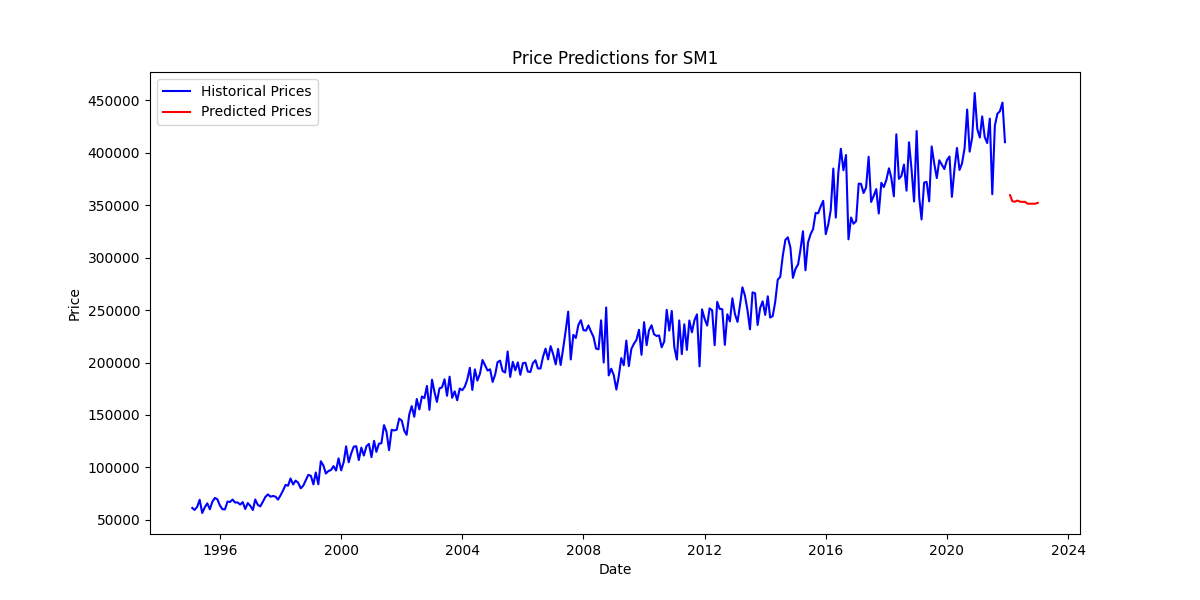 Price Predictions for SM1
Historical Prices
Predicted Prices
450000
400000
350000
300000
250000
200000
150000
100000
50000
Price
1996 2000 2004 2008 2012 2016 2020 2024
Date